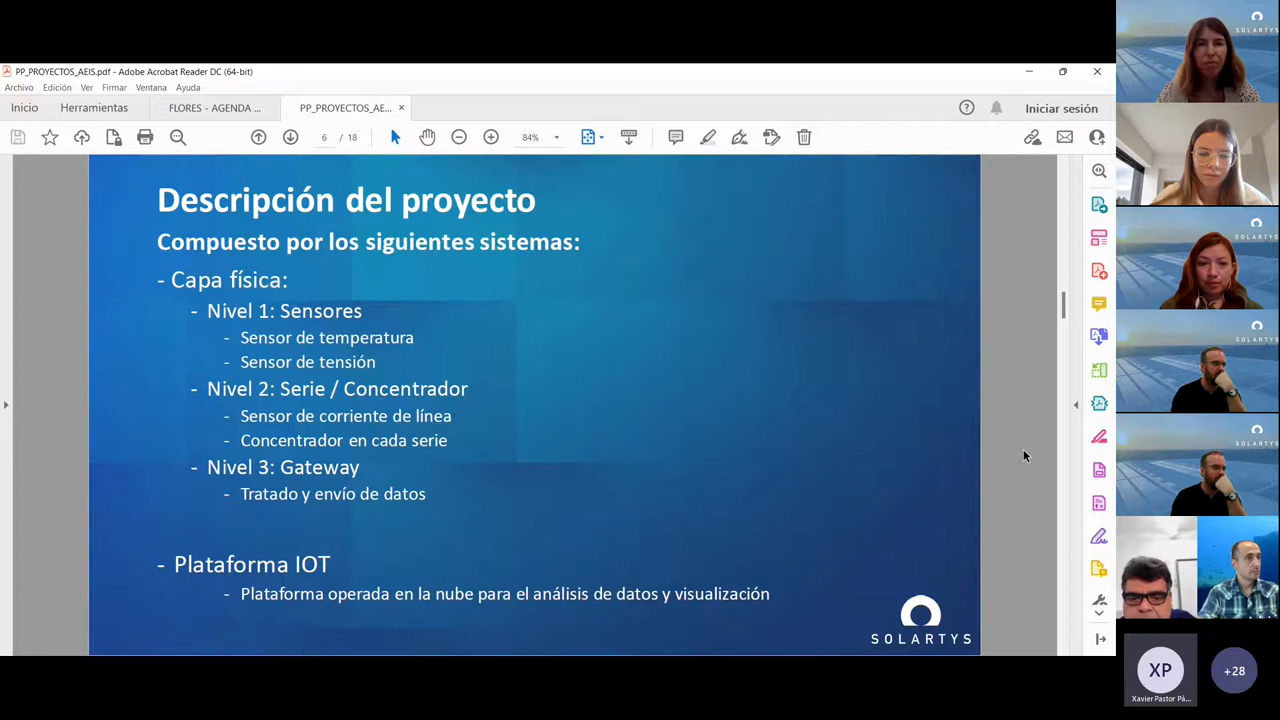 PP_PROYECTOS_AEIS.pdf - Adobe Acrobat Reader DC (64-bit)
Archivo Edición Ver Firmar Ventana Ayuda
Inicio Herramientas FLORES - AGENDA ... PP_PROYECTOS_AE... × Iniciar sesión
6 / 18 84%
Descripción del proyecto
Compuesto por los siguientes sistemas:
- Capa física:
- Nivel 1: Sensores
- Sensor de temperatura
- Sensor de tensión
- Nivel 2: Serie / Concentrador
- Sensor de corriente de línea
- Concentrador en cada serie
- Nivel 3: Gateway
- Tratado y envío de datos
- Plataforma IOT
- Plataforma operada en la nube para el análisis de datos y visualización
SOLARTYS
SOLARTYS
SOLARTYS
SOLARTYS
SOLARTYS
XP
Xavier Pastor Pá...
+28